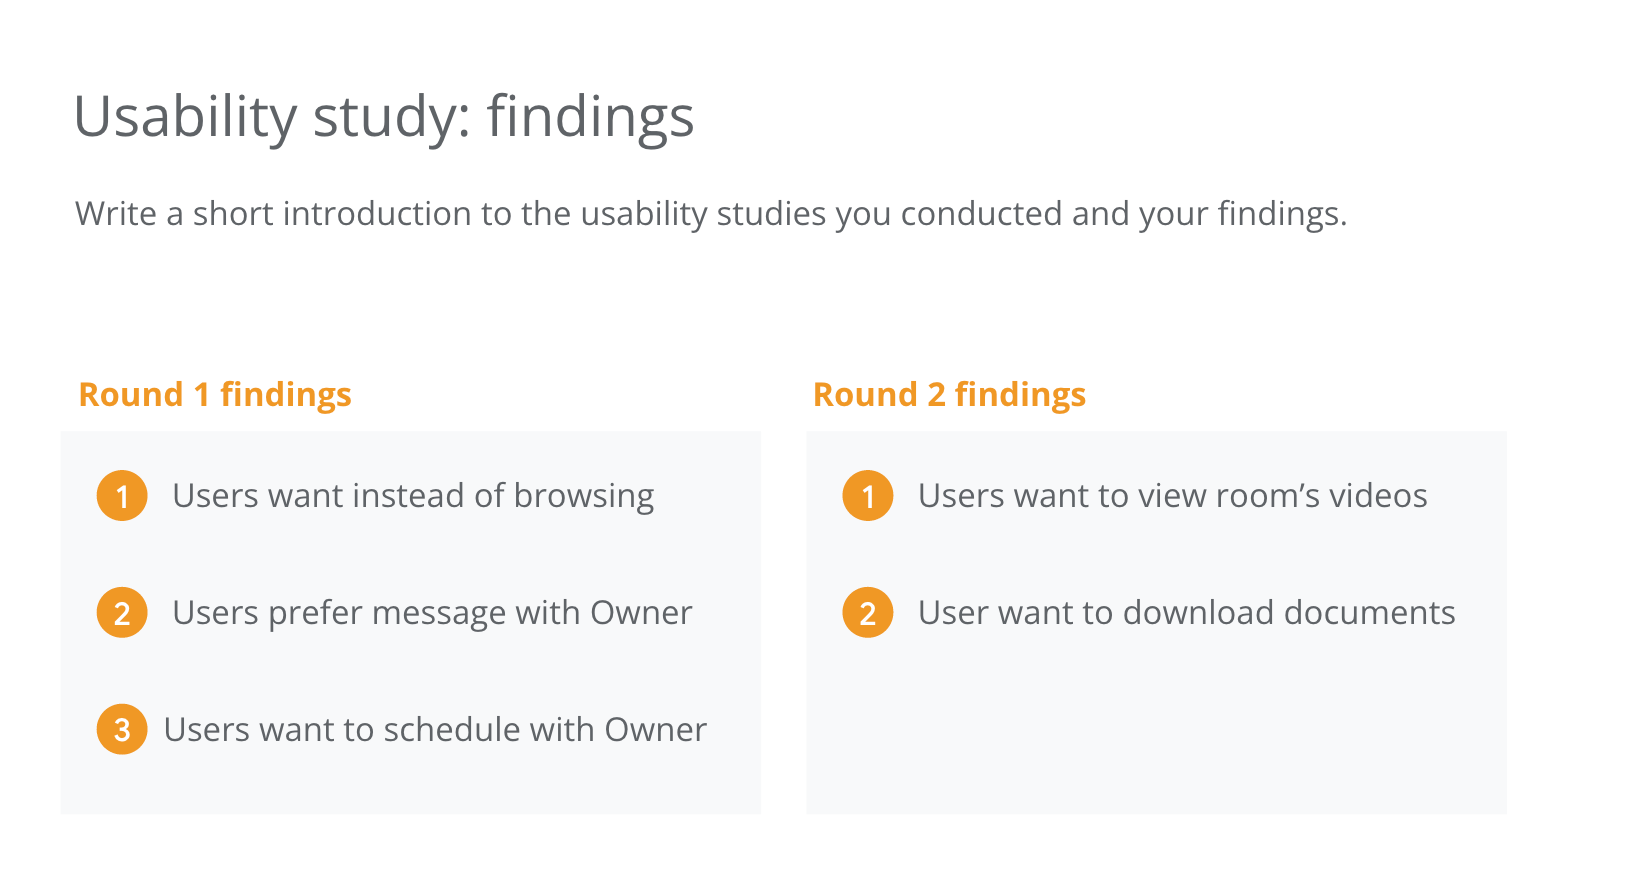 Usability study: findings
Write a short introduction to the usability studies you conducted and your findings.
Round 1 findings
1 Users want instead of browsing
2 Users prefer message with Owner
3 Users want to schedule with Owner
Round 2 findings
1 Users want to view room’s videos
2 User want to download documents